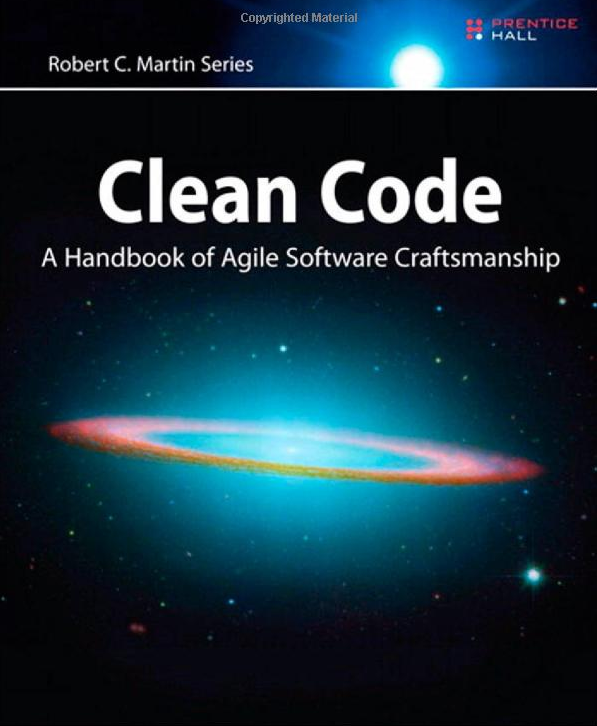 Copyrighted Material
PRENTICE
HALL
Robert C. Martin Series
Clean Code
A Handbook of Agile Software Craftsmanship